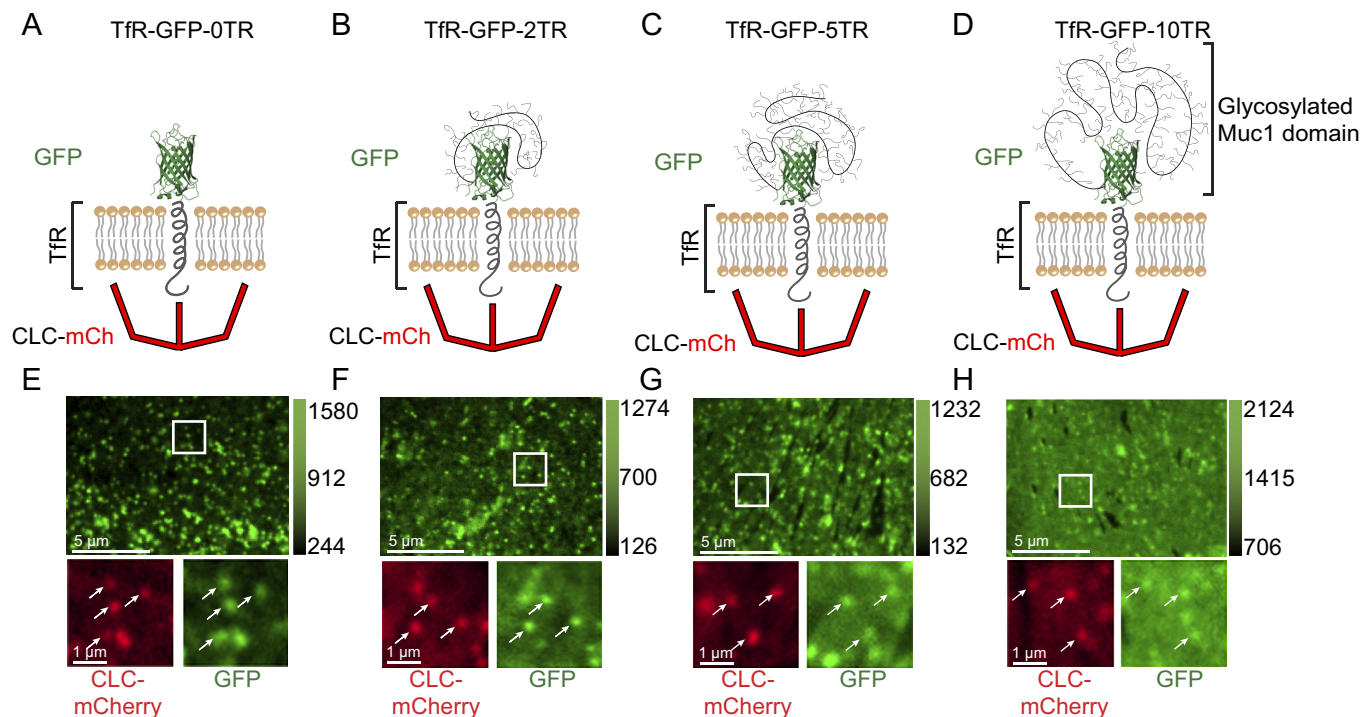 A
TfR-GFP-0TR
B
TfR-GFP-2TR
C
TfR-GFP-5TR
D
TfR-GFP-10TR
GFP
TfR
CLC-mCh
GFP
TfR
CLC-mCh
GFP
TfR
CLC-mCh
GFP
Glycosylated
Muc1 domain
TfR
CLC-mCh
E
5 µm
1580
912
244
1 µm
CLC-
mCherry
GFP
F
5 µm
1274
700
126
1 µm
CLC-
mCherry
GFP
G
5 µm
1232
682
132
1 µm
CLC-
mCherry
GFP
H
5 µm
2124
1415
706
1 µm
CLC-
mCherry
GFP